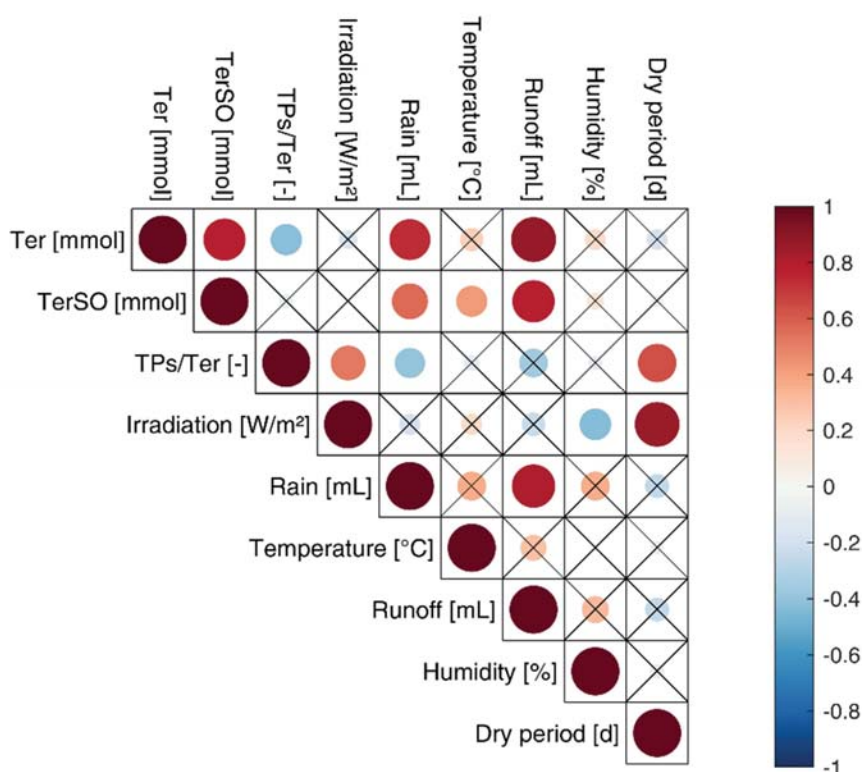 Ter [mmol]
TerSO [mmol]
TPs/Ter [-]
Irradiation [W/m²]
Rain [mL]
Temperature [°C]
Runoff [mL]
Humidity [%]
Dry period [d]
Ter [mmol]
TerSO [mmol]
TPs/Ter [-]
Irradiation [W/m²]
Rain [mL]
Temperature [°C]
Runoff [mL]
Humidity [%]
Dry period [d]
1
0.8
0.6
0.4
0.2
0
-0.2
-0.4
-0.6
-0.8
-1